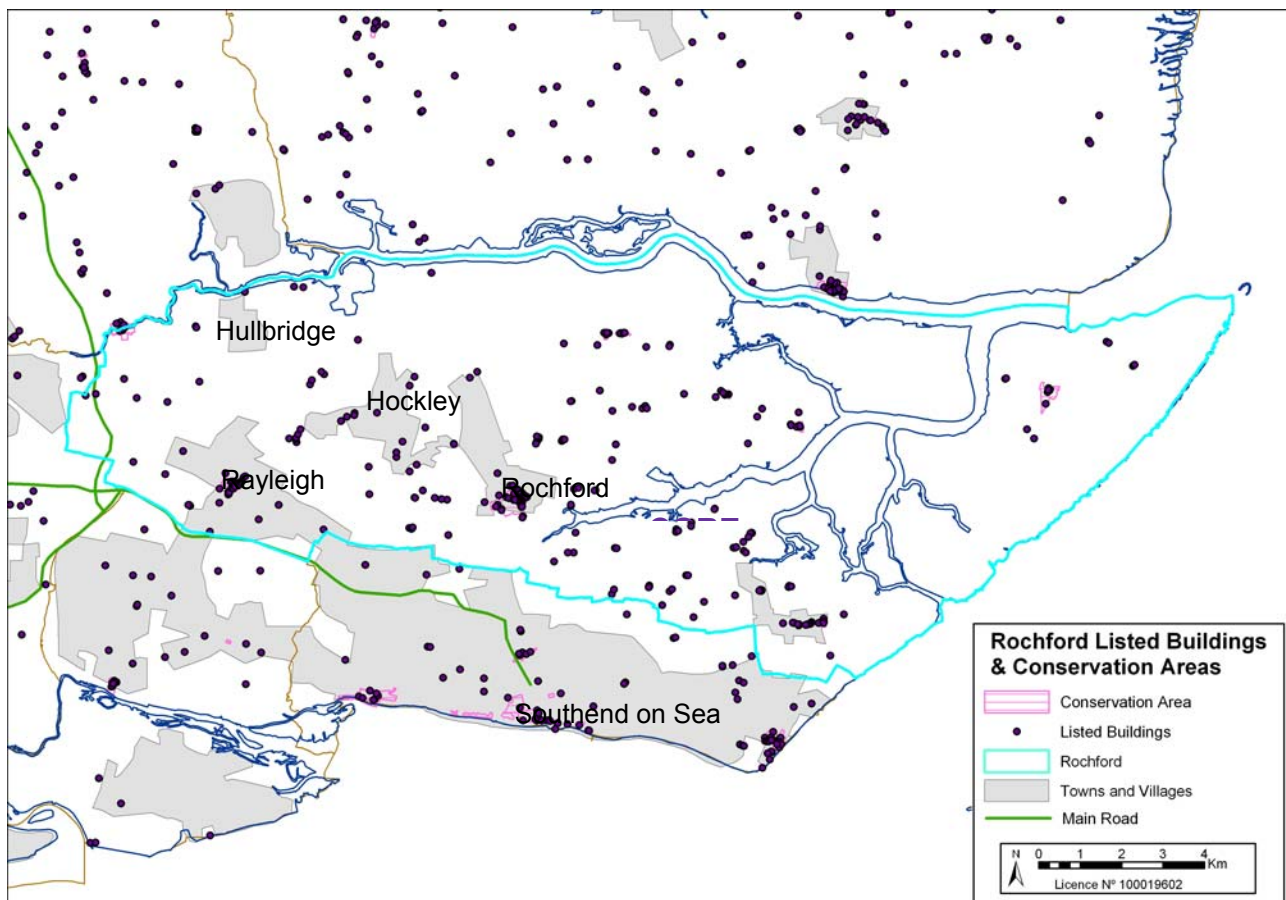 Hullbridge
Hockley
Rayleigh
Rochford
Southend on Sea
Rochford Listed Buildings
& Conservation Areas
Conservation Area
Listed Buildings
Rochford
Towns and Villages
Main Road
N 0 1 2 3 4
Km
Licence Nº 100019602